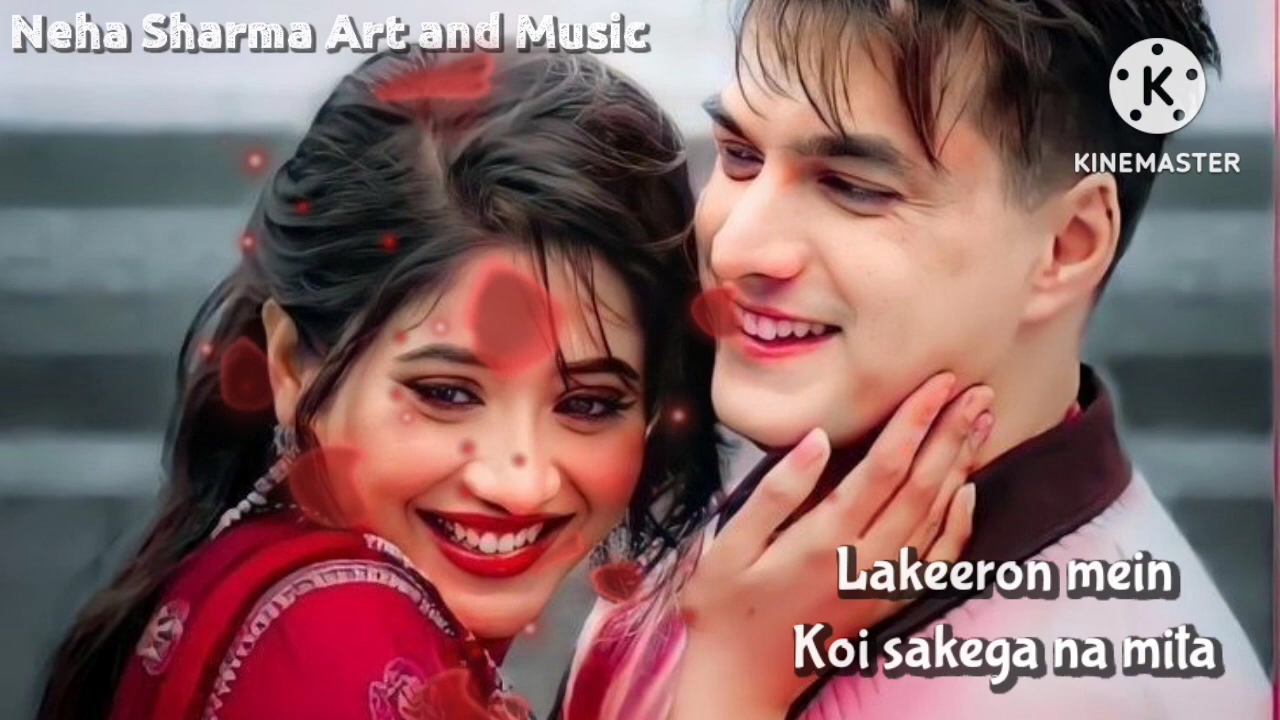 Neha Sharma Art and Music
K
KINEMASTER
Lakeeron mein
Koi sakega na mita